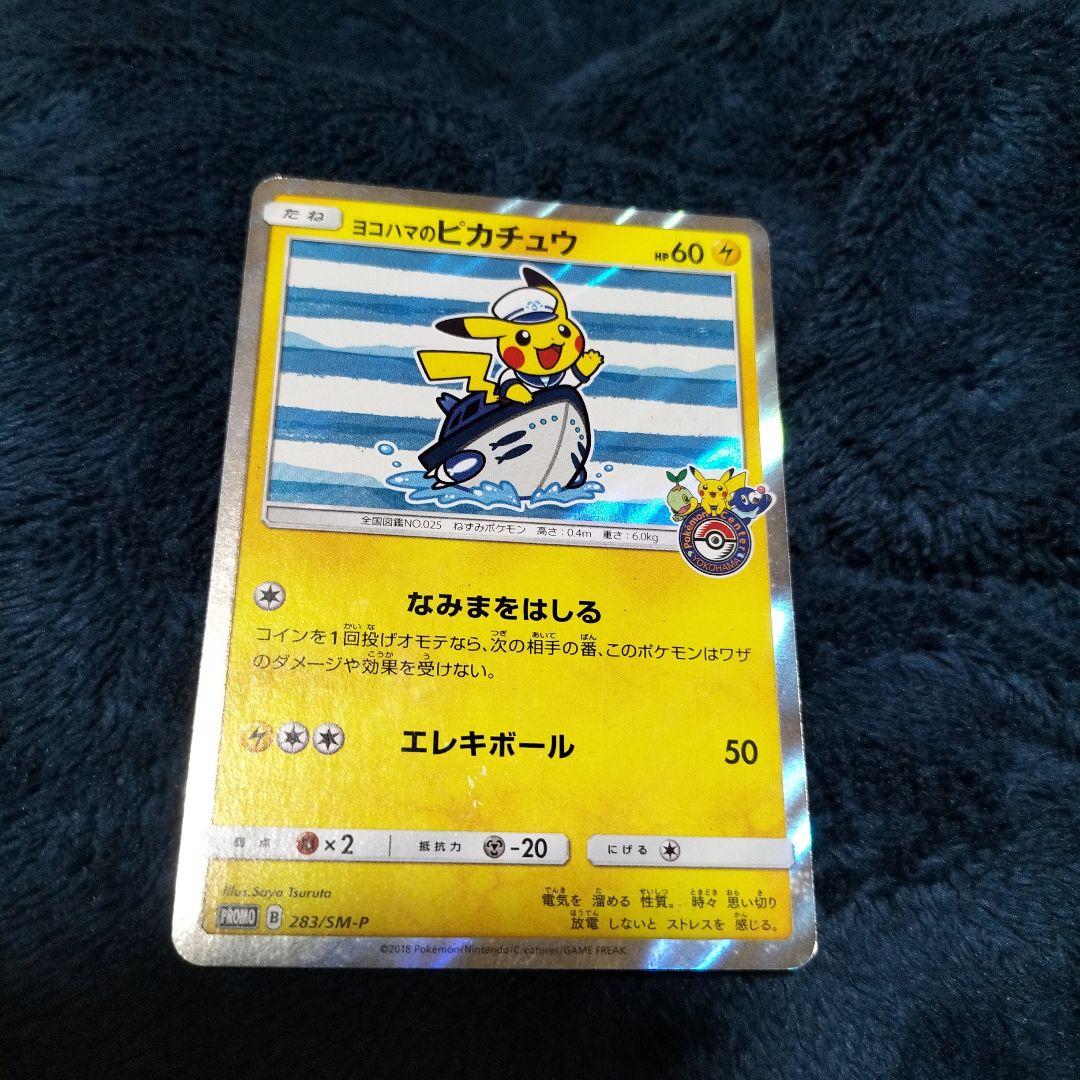 たね
ヨコハマのピカチュウ
HP60
全国図鑑NO.025 ねずみポケモン 高さ:0.4m 重さ:6.0kg
Pokémon Center
YOKOHAMA
なみまをはしる
コインを1回投げオモテなら、次の相手の番、このポケモンはワザ
のダメージや効果を受けない。
エレキボール 50
弱点 ×2 抵抗力 -20 にげる
Illus.Saya Tsuruta
PROMO B 283/SM-P
電気を 溜める 性質。時々 思い切り
放電 しないと ストレスを 感じる。
©2018 Pokémon/Nintendo/Creatures/GAME FREAK.